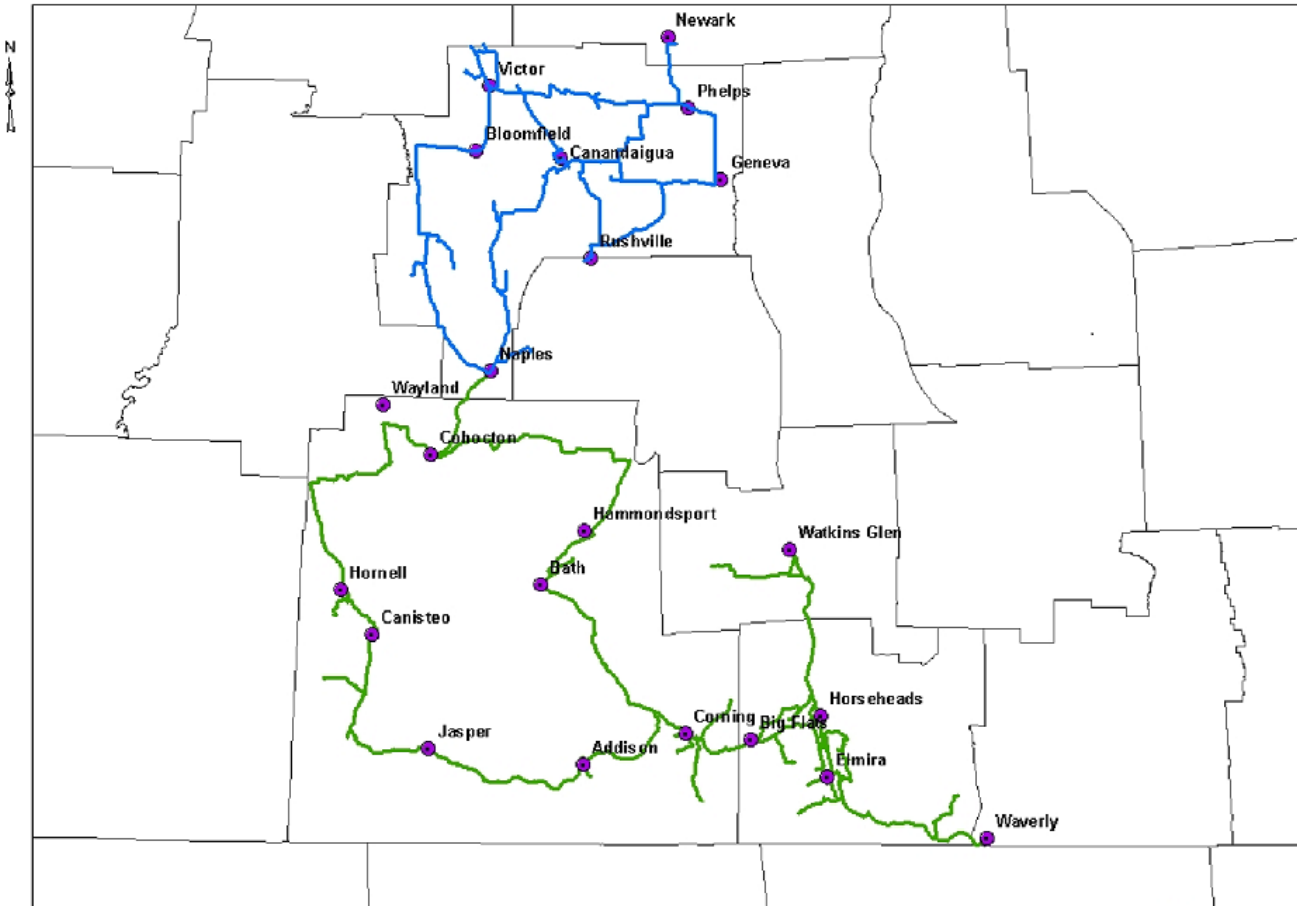 Newark
N
Victor
Phelps
Bloomfield
Canandaigua
Geneva
Rushville
Naples
Wayland
Cohocton
Hammondsport
Watkins Glen
Hornell
Bath
Canisteo
Horseheads
Corning
Big Flats
Jasper
Addison
Elmira
Waverly